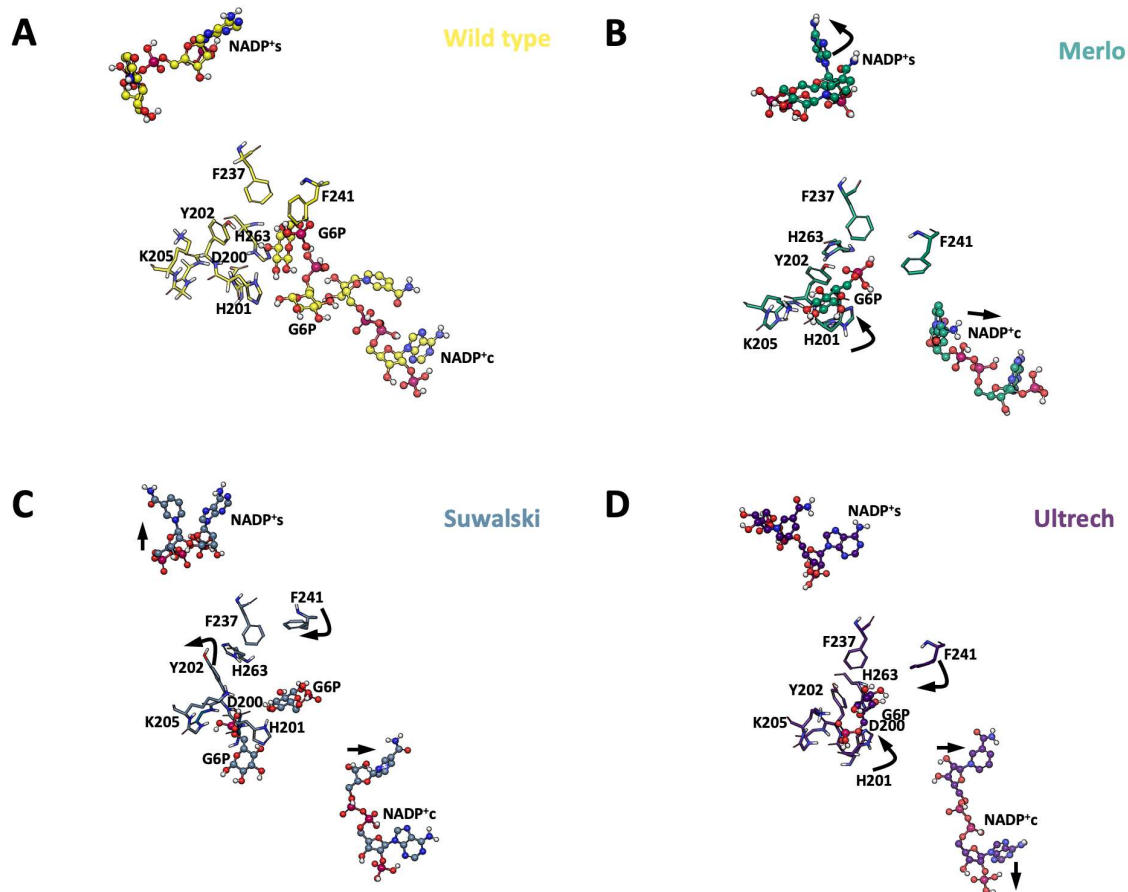 A
Wild type
NADP⁺s
F237
F241
Y202
H263
G6P
K205
D200
H201
G6P
NADP⁺c
B
Merlo
NADP⁺s
F237
F241
H263
Y202
G6P
K205
H201
NADP⁺c
C
Suwalski
NADP⁺s
F241
F237
Y202
H263
G6P
D200
K205
H201
G6P
NADP⁺c
D
Ultrech
NADP⁺s
F237
F241
H263
Y202
G6P
K205
D200
H201
NADP⁺c